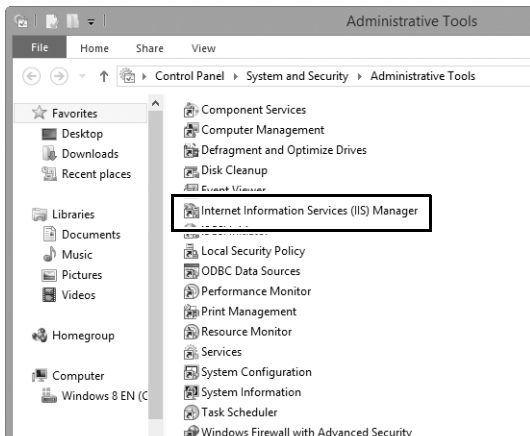 Administrative Tools
File Home Share View
Control Panel System and Security Administrative Tools
Favorites
Desktop
Downloads
Recent places
Libraries
Documents
Music
Pictures
Videos
Homegroup
Computer
Windows 8 EN (C
Component Services
Computer Management
Defragment and Optimize Drives
Disk Cleanup
Event Viewer
Internet Information Services (IIS) Manager
Local Security Policy
ODBC Data Sources
Performance Monitor
Print Management
Resource Monitor
Services
System Configuration
System Information
Task Scheduler
Windows Firewall with Advanced Security